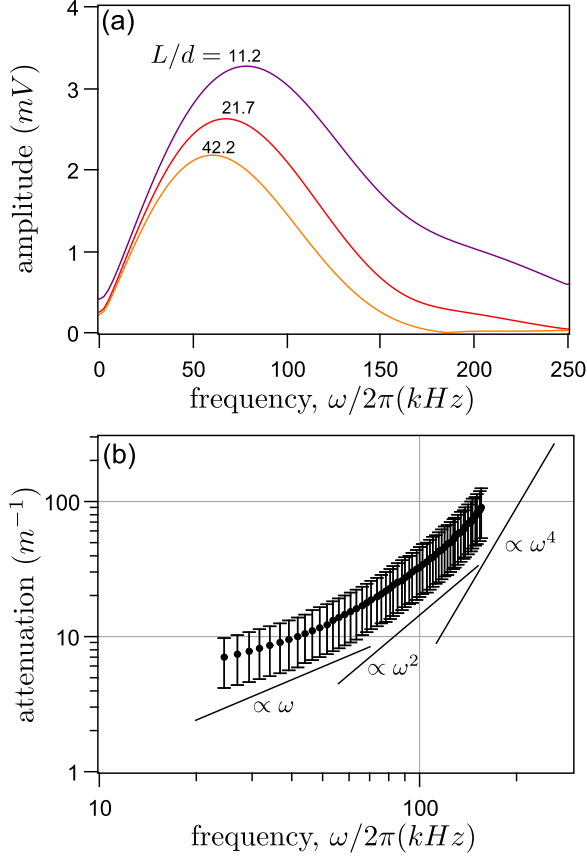 (a)
L/d = 11.2
21.7
42.2
4
3
2
1
0
amplitude (mV)
0 50 100 150 200 250
frequency, ω/2π(kHz)
(b)
100
10
1
attenuation (m⁻¹)
∝ ω⁴
∝ ω²
∝ ω
10 100
frequency, ω/2π(kHz)